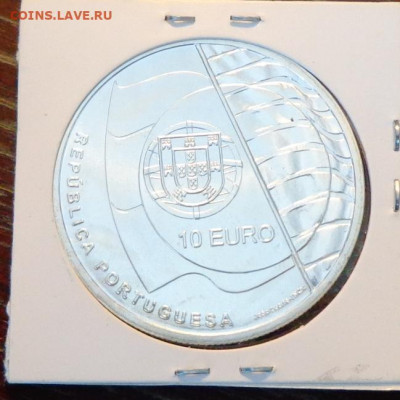 COINS.LAVE.RU
REPÚBLICA PORTUGUESA
10 EURO